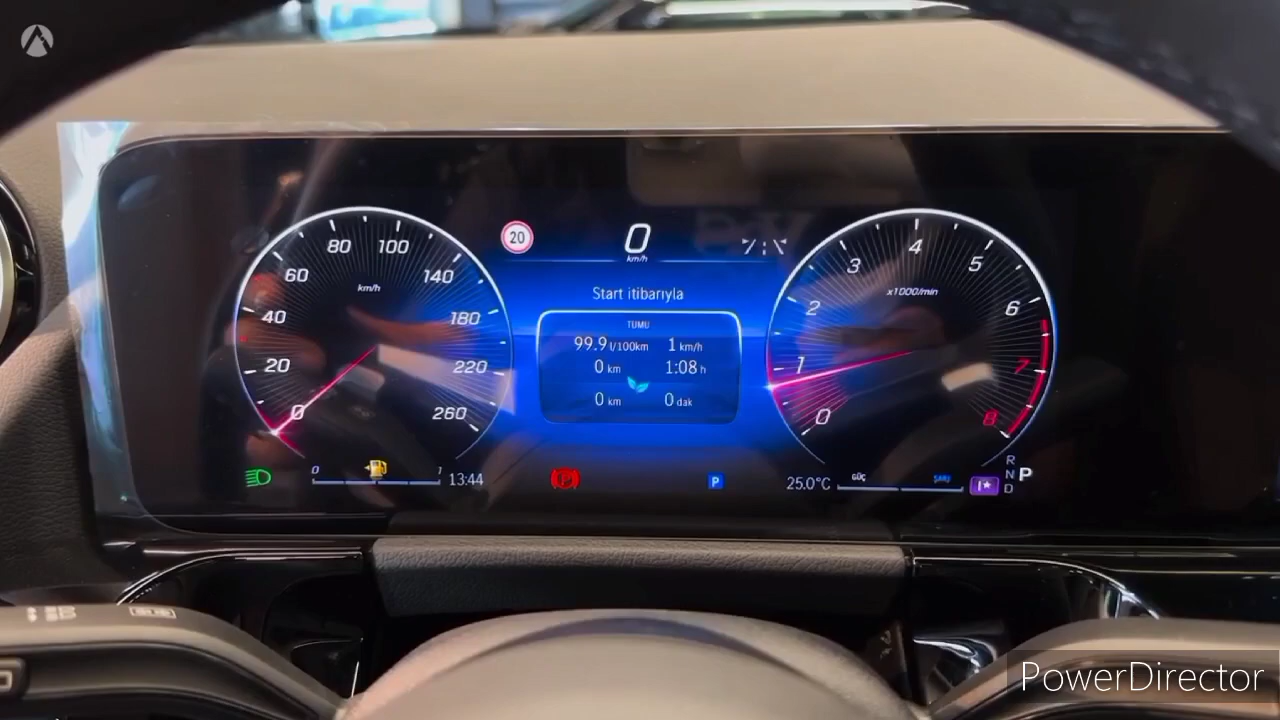 20
0
km/h
80 100
60 140
km/h
40 180
20 220
0 260
Start itibarıyla
TUMU
99.9 l/100km 1 km/h
0 km 1:08 h
0 km 0 dak
4
3 5
x1000/min
2 6
1 7
0 8
0 1 13:44
P
P
25.0°C
GÜÇ ŞARJ
R
N P
D
PowerDirector